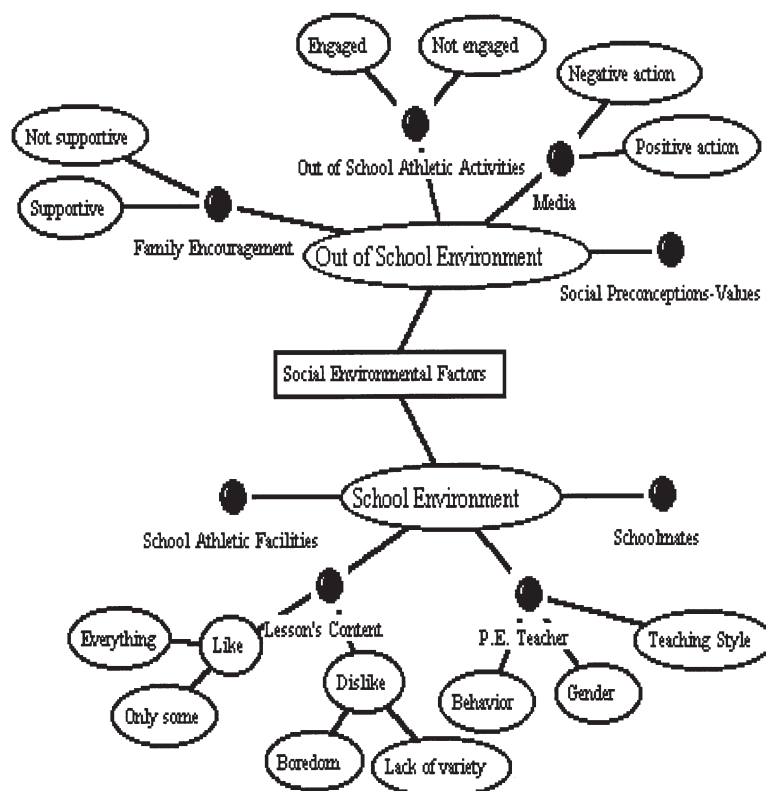 Engaged
Not engaged
Negative action
Not supportive
Positive action
Out of School Athletic Activities
Supportive
Media
Family Encouragement
Out of School Environment
Social Preconceptions-Values
Social Environmental Factors
School Environment
School Athletic Facilities
Schoolmates
Lesson's Content
P.E. Teacher
Everything
Like
Teaching Style
Dislike
Only some
Behavior
Gender
Boredom
Lack of variety